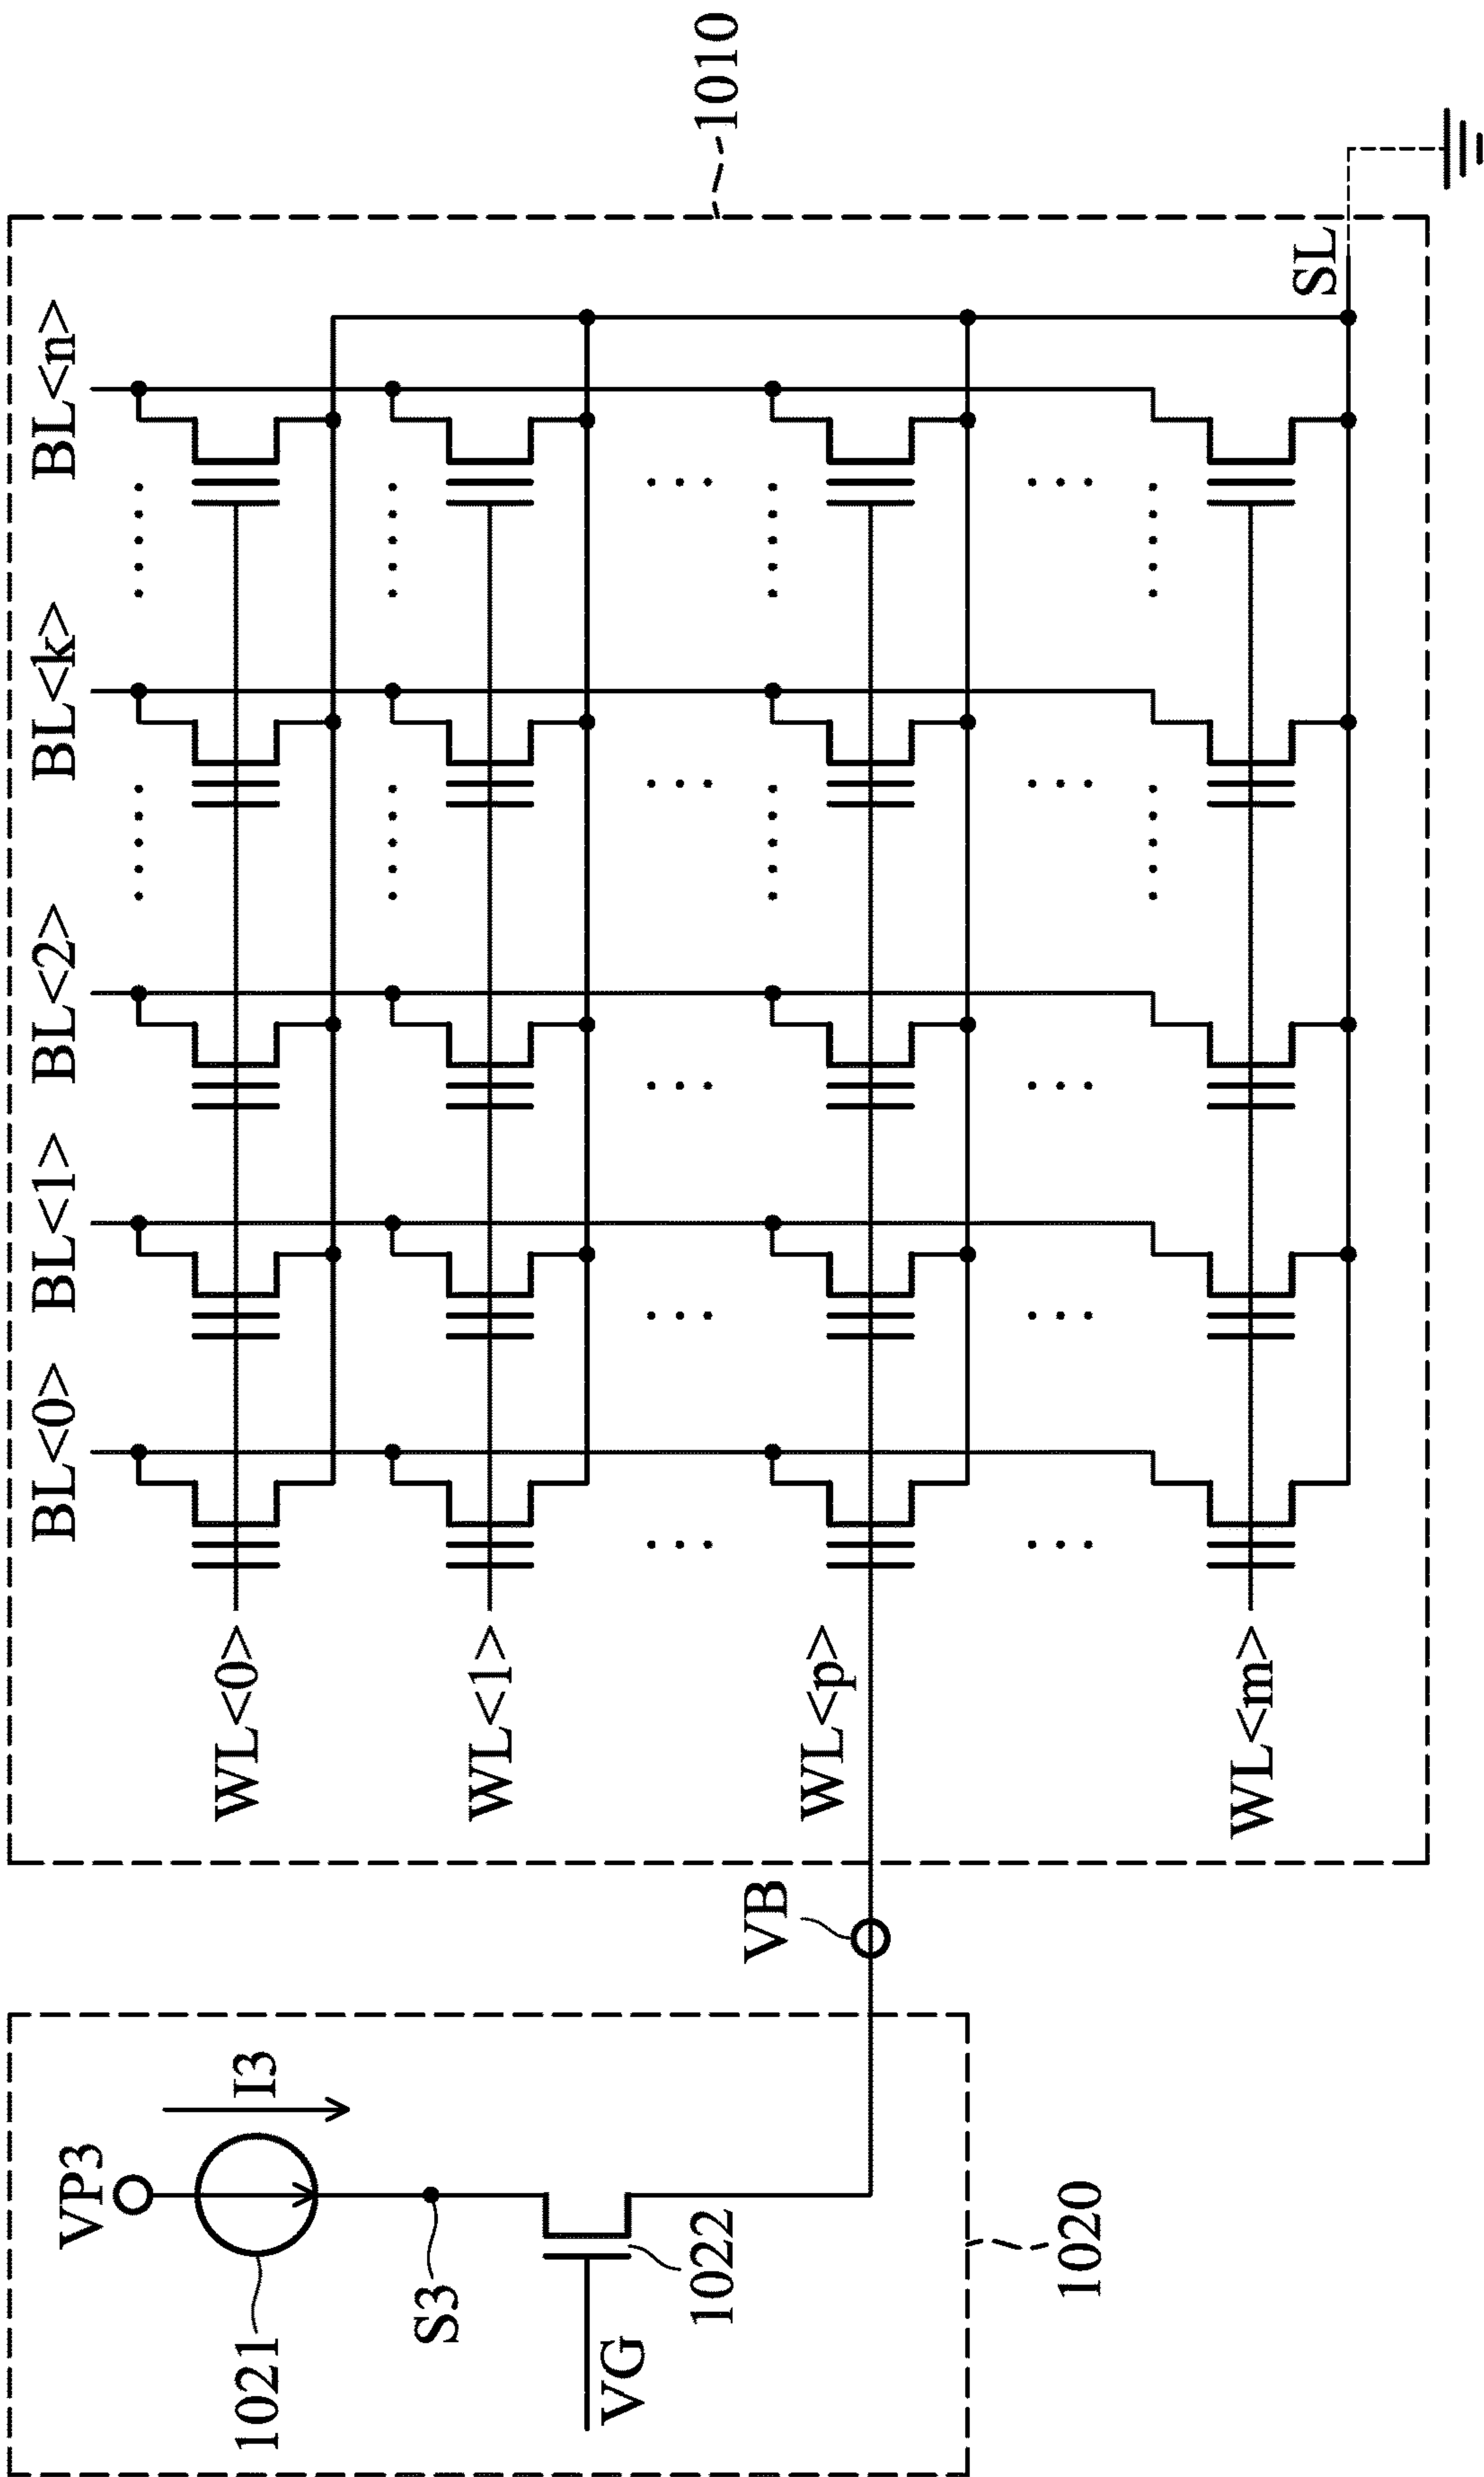 1010
BL<0>
BL<1>
BL<2>
BL<k>
BL<n>
WL<0>
WL<1>
WL<p>
WL<m>
SL
VB
VP3
I3
1021
S3
1022
VG
1020